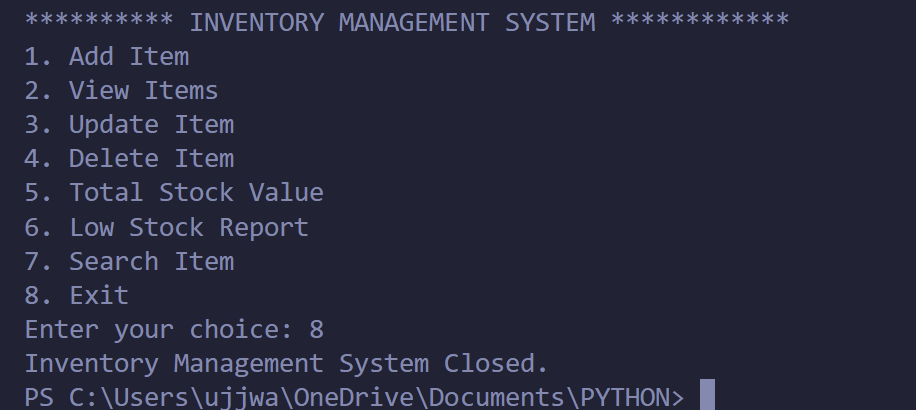 ********** INVENTORY MANAGEMENT SYSTEM ************
1. Add Item
2. View Items
3. Update Item
4. Delete Item
5. Total Stock Value
6. Low Stock Report
7. Search Item
8. Exit
Enter your choice: 8
Inventory Management System Closed.
PS C:\Users\ujjwa\OneDrive\Documents\PYTHON>